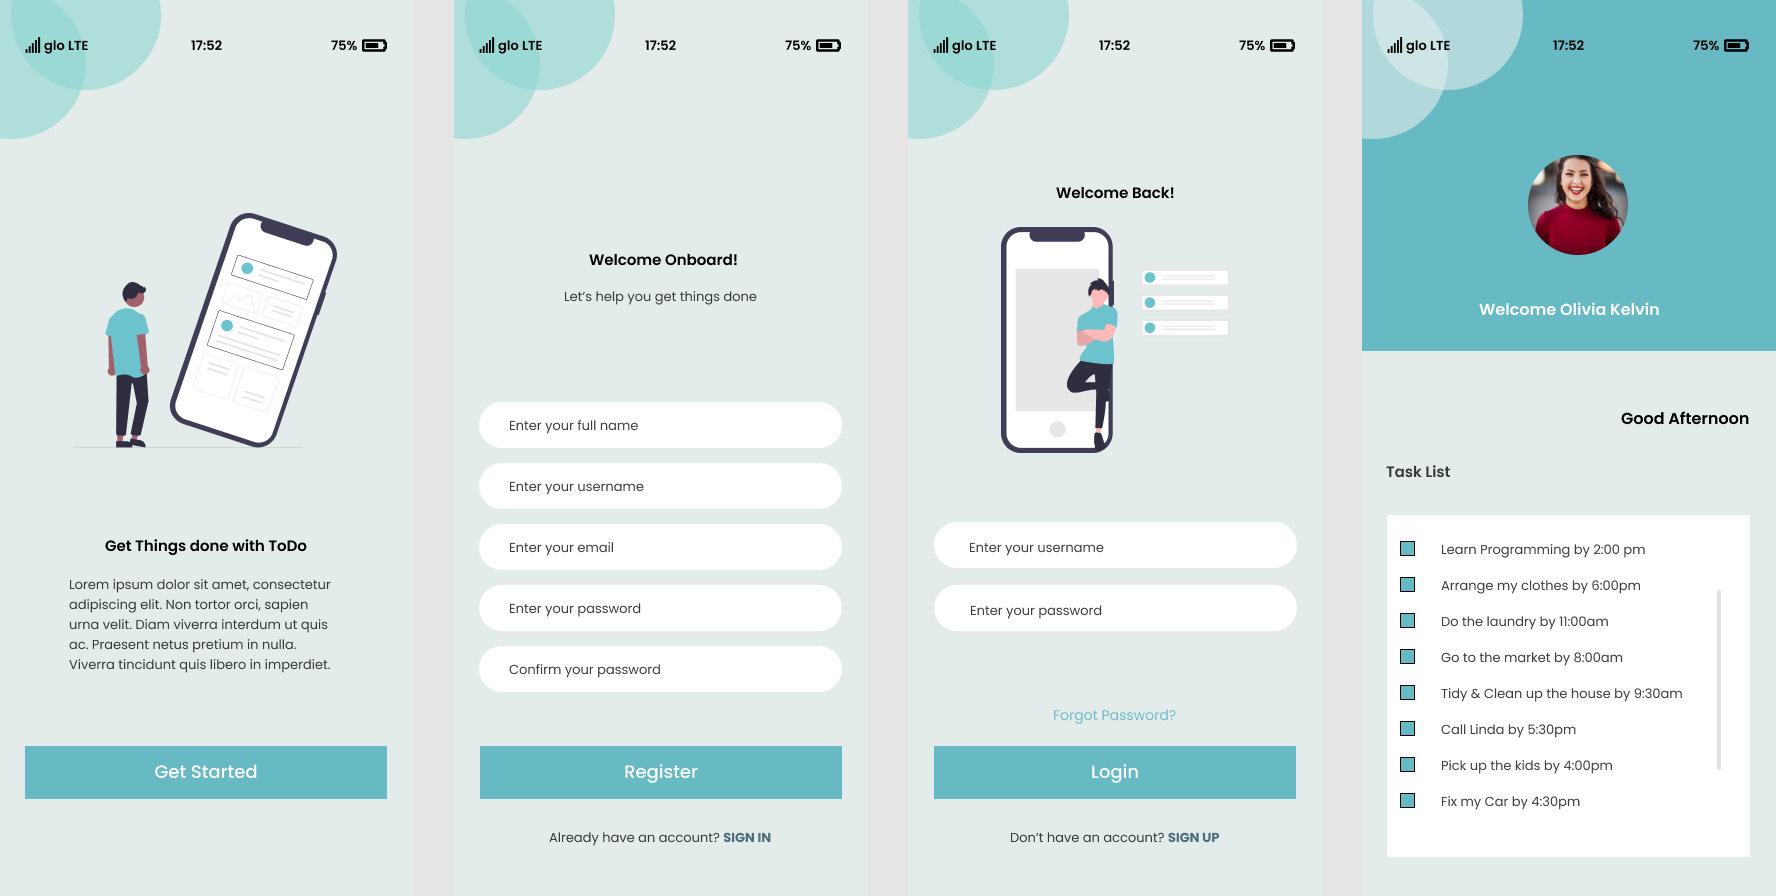 glo LTE 17:52 75%
Get Things done with ToDo
Lorem ipsum dolor sit amet, consectetur
adipiscing elit. Non tortor orci, sapien
urna velit. Diam viverra interdum ut quis
ac. Praesent netus pretium in nulla.
Viverra tincidunt quis libero in imperdiet.
Get Started
glo LTE 17:52 75%
Welcome Onboard!
Let’s help you get things done
Enter your full name
Enter your username
Enter your email
Enter your password
Confirm your password
Register
Already have an account? SIGN IN
glo LTE 17:52 75%
Welcome Back!
Enter your username
Enter your password
Forgot Password?
Login
Don’t have an account? SIGN UP
glo LTE 17:52 75%
Welcome Olivia Kelvin
Good Afternoon
Task List
Learn Programming by 2:00 pm
Arrange my clothes by 6:00pm
Do the laundry by 11:00am
Go to the market by 8:00am
Tidy & Clean up the house by 9:30am
Call Linda by 5:30pm
Pick up the kids by 4:00pm
Fix my Car by 4:30pm